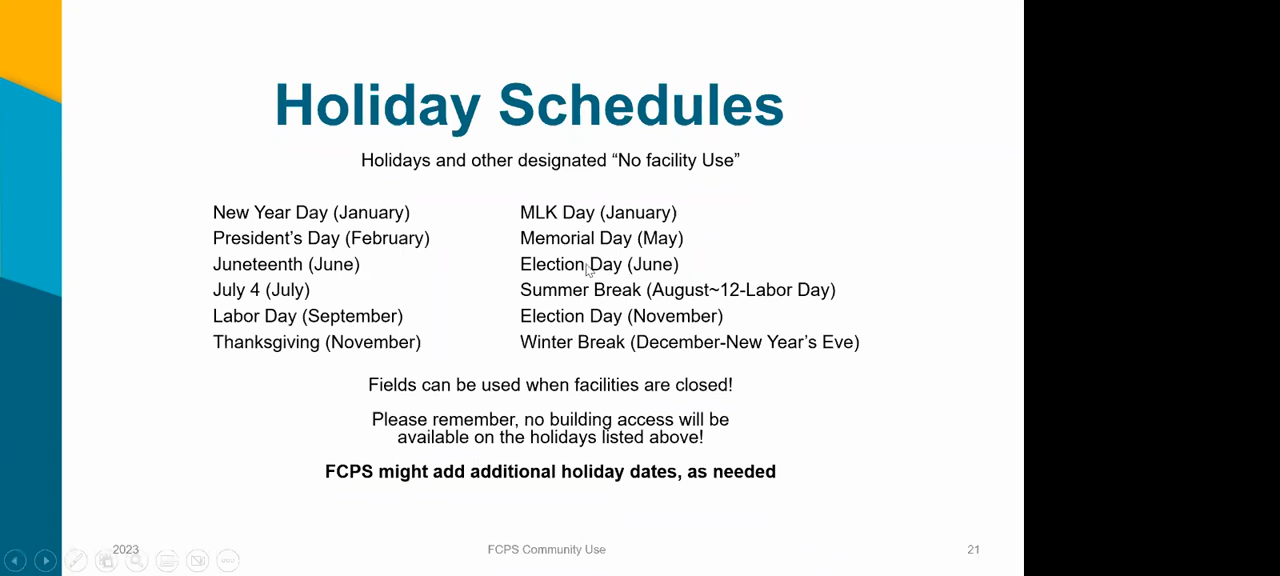 Holiday Schedules
Holidays and other designated “No facility Use”
New Year Day (January)
President’s Day (February)
Juneteenth (June)
July 4 (July)
Labor Day (September)
Thanksgiving (November)
MLK Day (January)
Memorial Day (May)
Election Day (June)
Summer Break (August~12-Labor Day)
Election Day (November)
Winter Break (December-New Year’s Eve)
Fields can be used when facilities are closed!
Please remember, no building access will be
available on the holidays listed above!
FCPS might add additional holiday dates, as needed
2023
FCPS Community Use
21